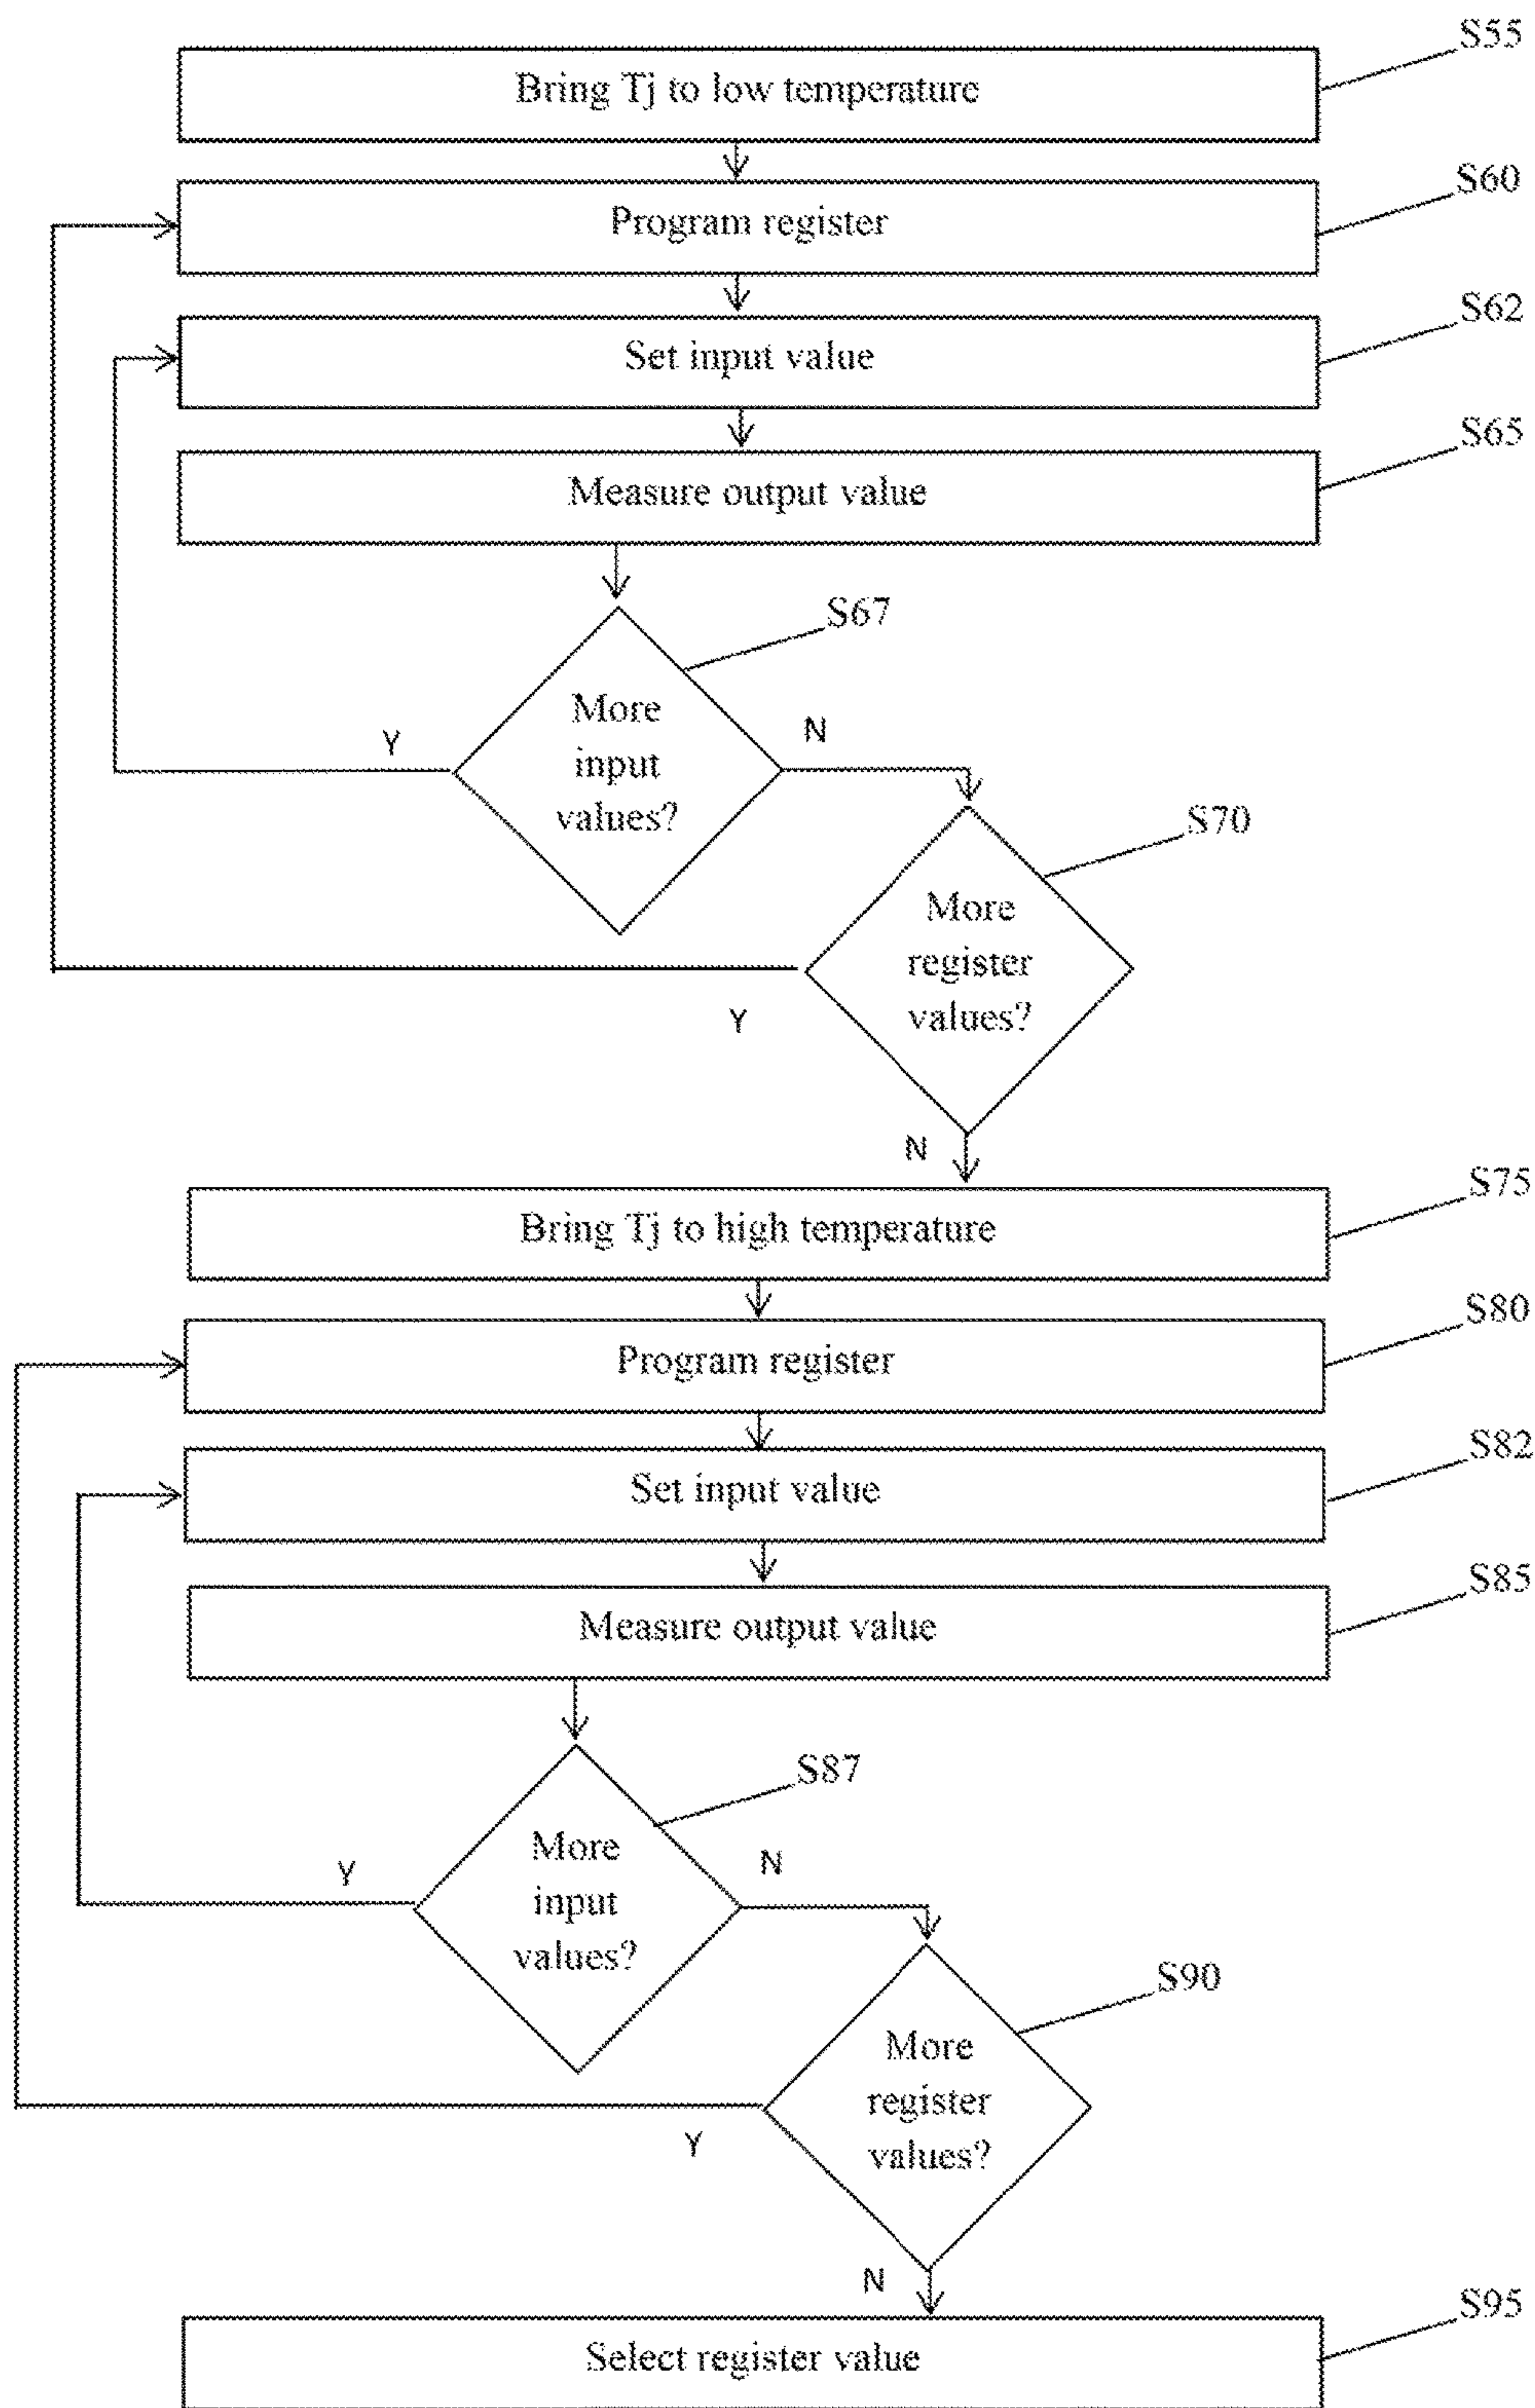 S55
Bring Tj to low temperature
S60
Program register
S62
Set input value
S65
Measure output value
S67
More
input
values?
Y
N
S70
More
register
values?
Y
N
S75
Bring Tj to high temperature
S80
Program register
S82
Set input value
S85
Measure output value
S87
More
input
values?
Y
N
S90
More
register
values?
Y
N
S95
Select register value